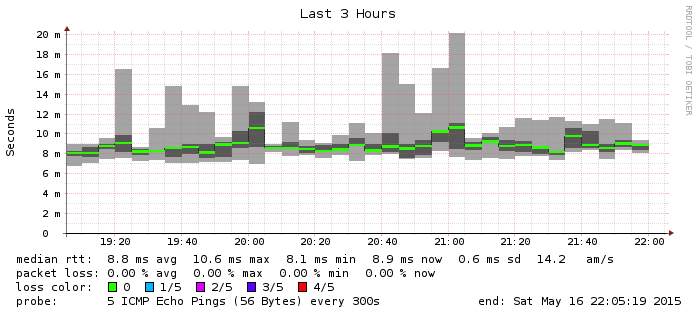 Last 3 Hours
RRDTOOL / TOBI OETIKER
Seconds
20 m
18 m
16 m
14 m
12 m
10 m
8 m
6 m
4 m
2 m
0
19:20 19:40 20:00 20:20 20:40 21:00 21:20 21:40 22:00
median rtt: 8.8 ms avg 10.6 ms max 8.1 ms min 8.9 ms now 0.6 ms sd 14.2 am/s
packet loss: 0.00 % avg 0.00 % max 0.00 % min 0.00 % now
loss color: 0 1/5 2/5 3/5 4/5
probe: 5 ICMP Echo Pings (56 Bytes) every 300s end: Sat May 16 22:05:19 2015